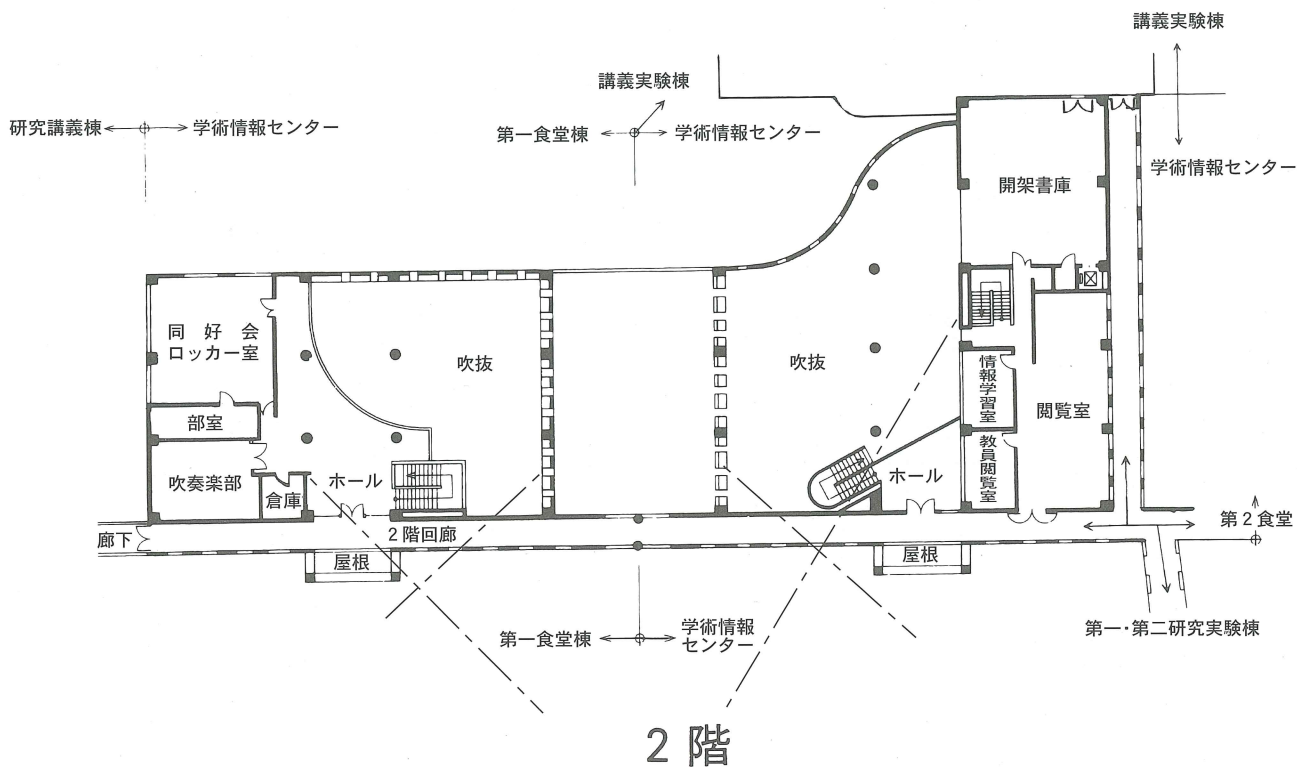 講義実験棟
講義実験棟
研究講義棟 学術情報センター
第一食堂棟 学術情報センター
学術情報センター
開架書庫
同好会
ロッカー室
吹抜
吹抜
情報学習室
閲覧室
部室
教員閲覧室
吹奏楽部
倉庫
ホール
ホール
廊下
2階回廊
第2食堂
屋根
屋根
第一食堂棟
学術情報
センター
第一・第二研究実験棟
2階